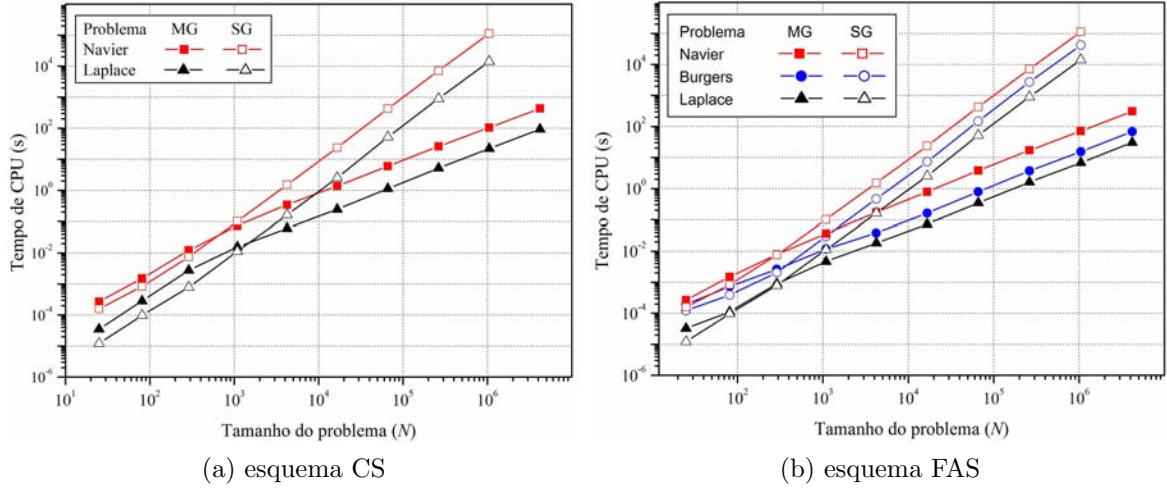 Problema MG SG
Navier
Laplace
Tempo de CPU (s)
10^4
10^2
10^0
10^-2
10^-4
10^-6
10^1 10^2 10^3 10^4 10^5 10^6
Tamanho do problema (N)
(a) esquema CS
Problema MG SG
Navier
Burgers
Laplace
Tempo de CPU (s)
10^4
10^2
10^0
10^-2
10^-4
10^-6
10^2 10^3 10^4 10^5 10^6
Tamanho do problema (N)
(b) esquema FAS